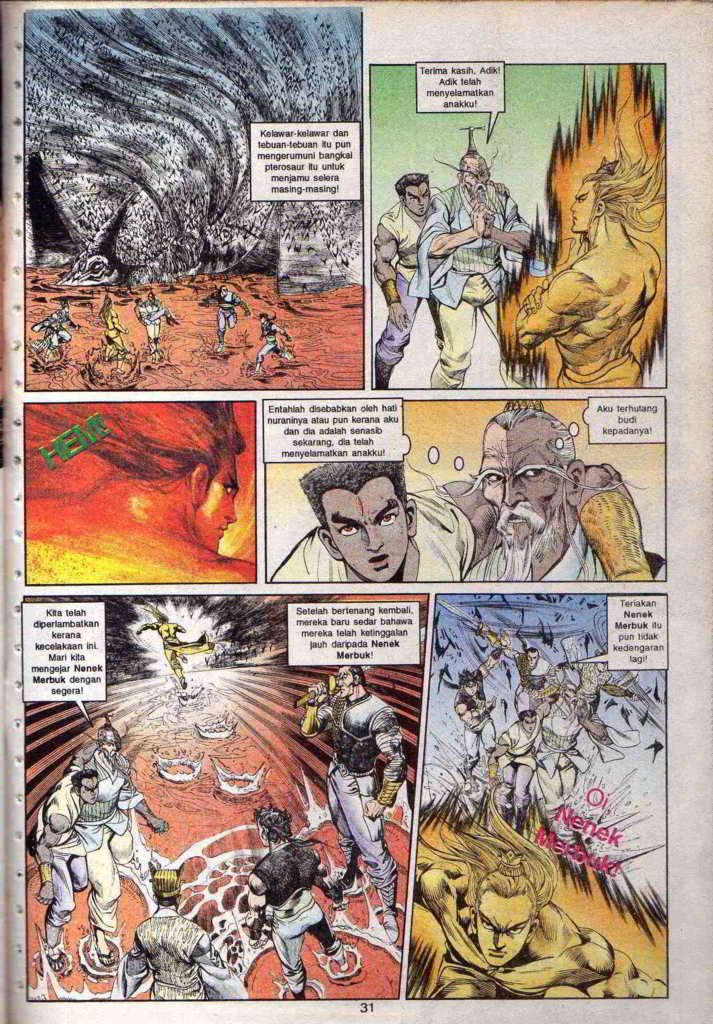 Kelawar-kelawar dan
tebuan-tebuan itu pun
mengerumuni bangkai
pterosaur itu untuk
menjamu selera
masing-masing!
Terima kasih, Adik!
Adik telah
menyelamatkan
anakku!
HEM!!
Entahlah disebabkan oleh hati
nuraninya atau pun kerana aku
dan dia adalah senasib
sekarang, dia telah
menyelamatkan anakku!
Aku terhutang
budi
kepadanya!
Kita telah
diperlambatkan
kerana
kecelakaan ini.
Mari kita
mengejar Nenek
Merbuk dengan
segera!
Setelah bertenang kembali,
mereka baru sedar bahawa
mereka telah ketinggalan
jauh daripada Nenek
Merbuk!
Teriakan
Nenek
Merbuk itu
pun tidak
kedengaran
lagi!
Oi,
Nenek
Merbuk!
31